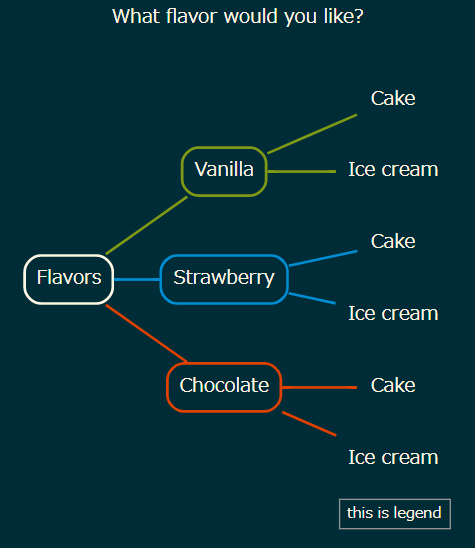 What flavor would you like?
Flavors
Vanilla
Cake
Ice cream
Strawberry
Cake
Ice cream
Chocolate
Cake
Ice cream
this is legend